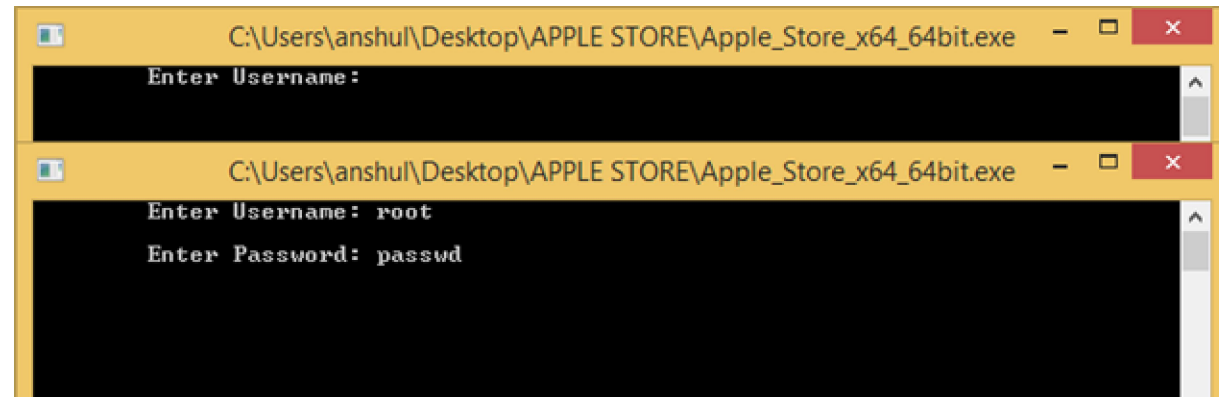 C:\Users\anshul\Desktop\APPLE STORE\Apple_Store_x64_64bit.exe
Enter Username:
C:\Users\anshul\Desktop\APPLE STORE\Apple_Store_x64_64bit.exe
Enter Username: root
Enter Password: passwd